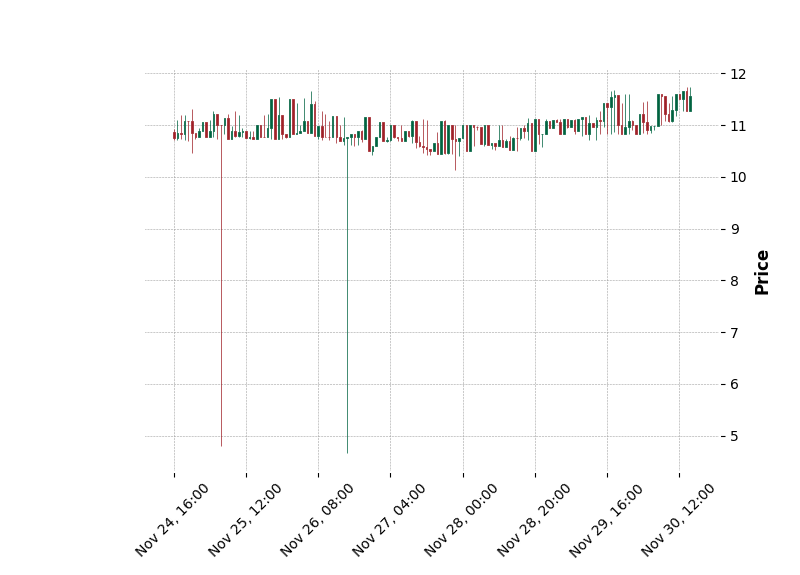 12
11
10
9
8
7
6
5
Price
Nov 24, 16:00
Nov 25, 12:00
Nov 26, 08:00
Nov 27, 04:00
Nov 28, 00:00
Nov 28, 20:00
Nov 29, 16:00
Nov 30, 12:00